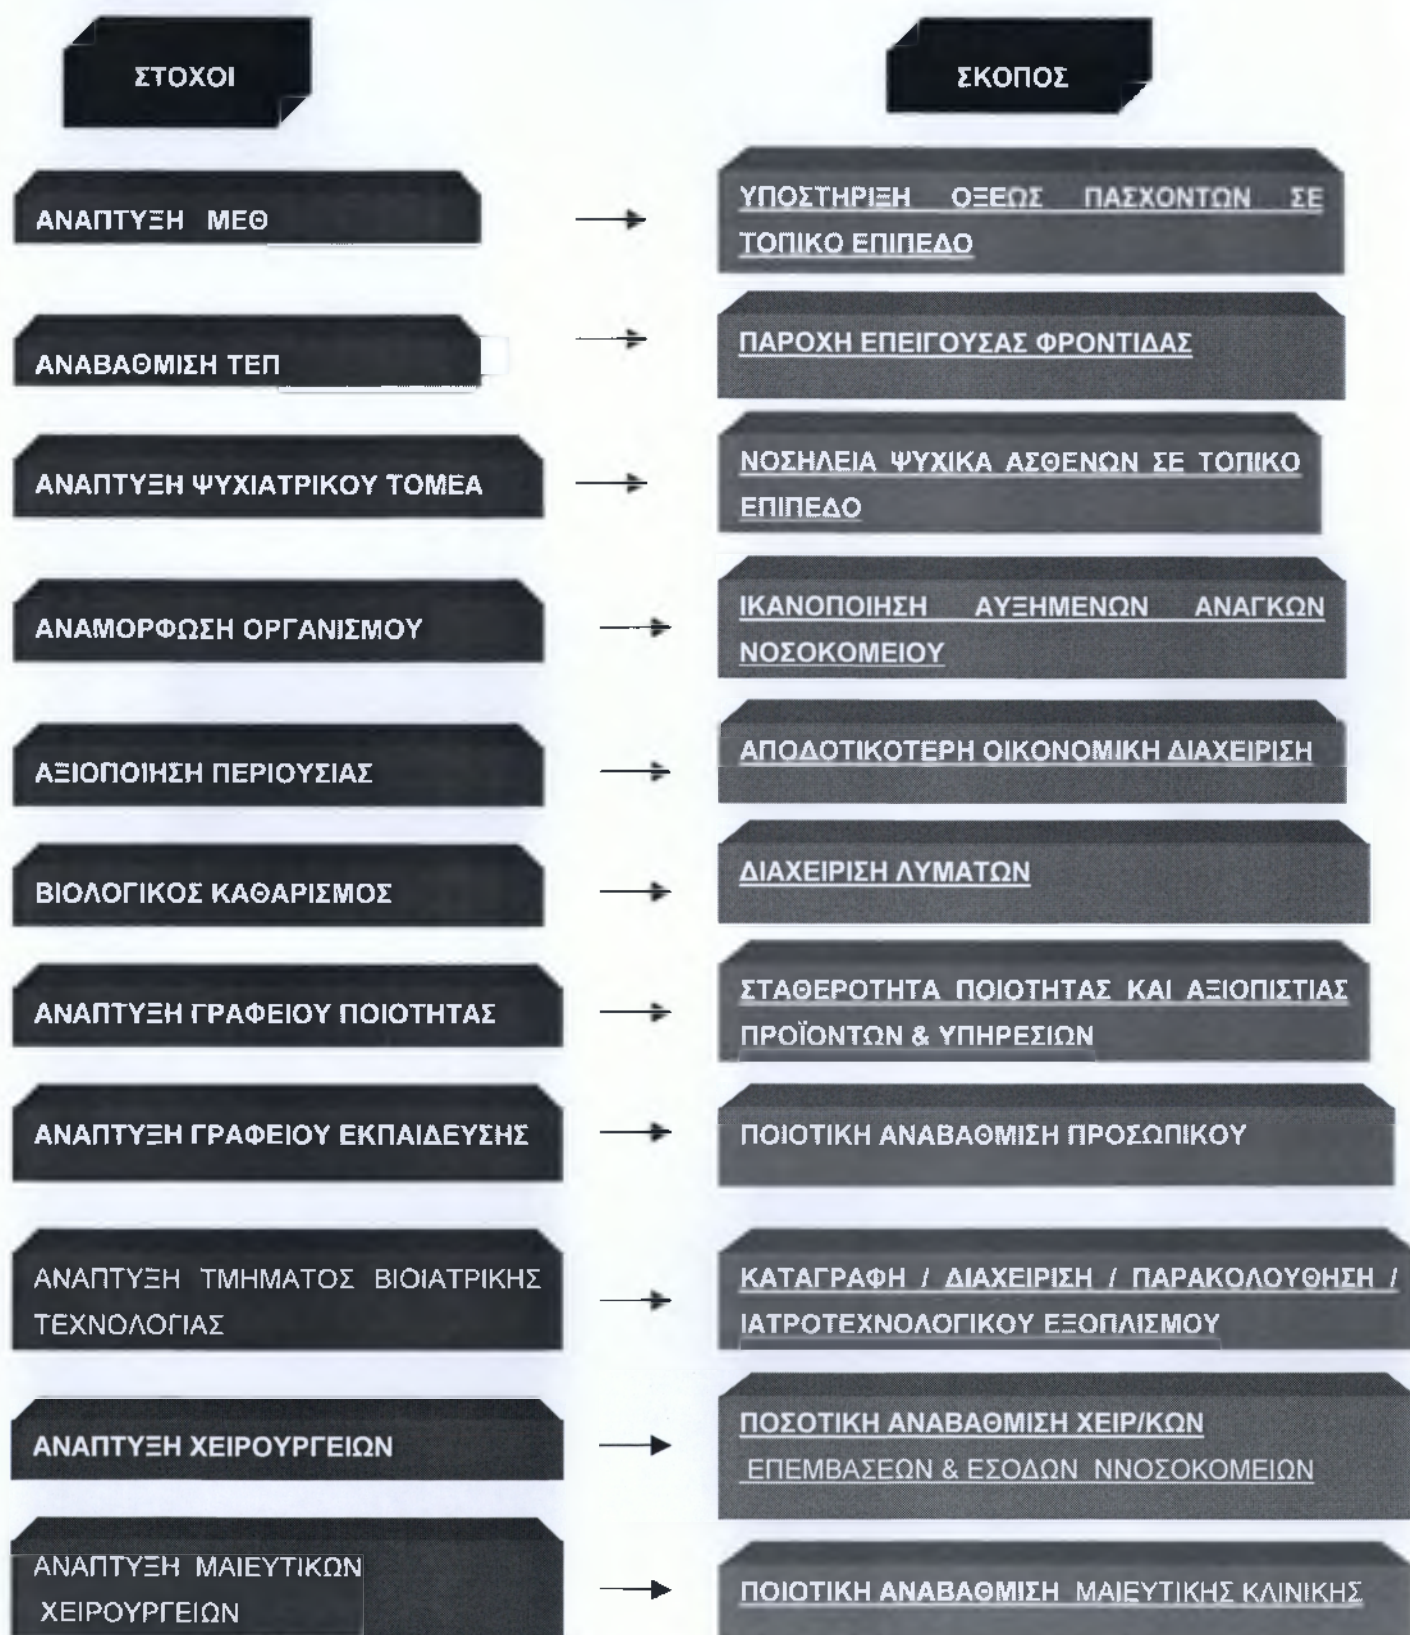 ΣΤΟΧΟΙ
ΣΚΟΠΟΣ
ΑΝΑΠΤΥΞΗ ΜΕΘ
ΥΠΟΣΤΗΡΙΞΗ ΟΞΕΩΣ ΠΑΣΧΟΝΤΩΝ ΣΕ
ΤΟΠΙΚΟ ΕΠΙΠΕΔΟ
ΑΝΑΒΑΘΜΙΣΗ ΤΕΠ
ΠΑΡΟΧΗ ΕΠΕΙΓΟΥΣΑΣ ΦΡΟΝΤΙΔΑΣ
ΑΝΑΠΤΥΞΗ ΨΥΧΙΑΤΡΙΚΟΥ ΤΟΜΕΑ
ΝΟΣΗΛΕΙΑ ΨΥΧΙΚΑ ΑΣΘΕΝΩΝ ΣΕ ΤΟΠΙΚΟ
ΕΠΙΠΕΔΟ
ΑΝΑΜΟΡΦΩΣΗ ΟΡΓΑΝΙΣΜΟΥ
ΙΚΑΝΟΠΟΙΗΣΗ ΑΥΞΗΜΕΝΩΝ ΑΝΑΓΚΩΝ
ΝΟΣΟΚΟΜΕΙΟΥ
ΑΞΙΟΠΟΙΗΣΗ ΠΕΡΙΟΥΣΙΑΣ
ΑΠΟΔΟΤΙΚΟΤΕΡΗ ΟΙΚΟΝΟΜΙΚΗ ΔΙΑΧΕΙΡΙΣΗ
ΒΙΟΛΟΓΙΚΟΣ ΚΑΘΑΡΙΣΜΟΣ
ΔΙΑΧΕΙΡΙΣΗ ΛΥΜΑΤΩΝ
ΑΝΑΠΤΥΞΗ ΓΡΑΦΕΙΟΥ ΠΟΙΟΤΗΤΑΣ
ΣΤΑΘΕΡΟΤΗΤΑ ΠΟΙΟΤΗΤΑΣ ΚΑΙ ΑΞΙΟΠΙΣΤΙΑΣ
ΠΡΟΪΟΝΤΩΝ & ΥΠΗΡΕΣΙΩΝ
ΑΝΑΠΤΥΞΗ ΓΡΑΦΕΙΟΥ ΕΚΠΑΙΔΕΥΣΗΣ
ΠΟΙΟΤΙΚΗ ΑΝΑΒΑΘΜΙΣΗ ΠΡΟΣΩΠΙΚΟΥ
ΑΝΑΠΤΥΞΗ ΤΜΗΜΑΤΟΣ ΒΙΟΙΑΤΡΙΚΗΣ
ΤΕΧΝΟΛΟΓΙΑΣ
ΚΑΤΑΓΡΑΦΗ / ΔΙΑΧΕΙΡΙΣΗ / ΠΑΡΑΚΟΛΟΥΘΗΣΗ /
ΙΑΤΡΟΤΕΧΝΟΛΟΓΙΚΟΥ ΕΞΟΠΛΙΣΜΟΥ
ΑΝΑΠΤΥΞΗ ΧΕΙΡΟΥΡΓΕΙΩΝ
ΠΟΣΟΤΙΚΗ ΑΝΑΒΑΘΜΙΣΗ ΧΕΙΡ/ΚΩΝ
ΕΠΕΜΒΑΣΕΩΝ & ΕΣΟΔΩΝ ΝΝΟΣΟΚΟΜΕΙΩΝ
ΑΝΑΠΤΥΞΗ ΜΑΙΕΥΤΙΚΩΝ
ΧΕΙΡΟΥΡΓΕΙΩΝ
ΠΟΙΟΤΙΚΗ ΑΝΑΒΑΘΜΙΣΗ ΜΑΙΕΥΤΙΚΗΣ ΚΛΙΝΙΚΗΣ